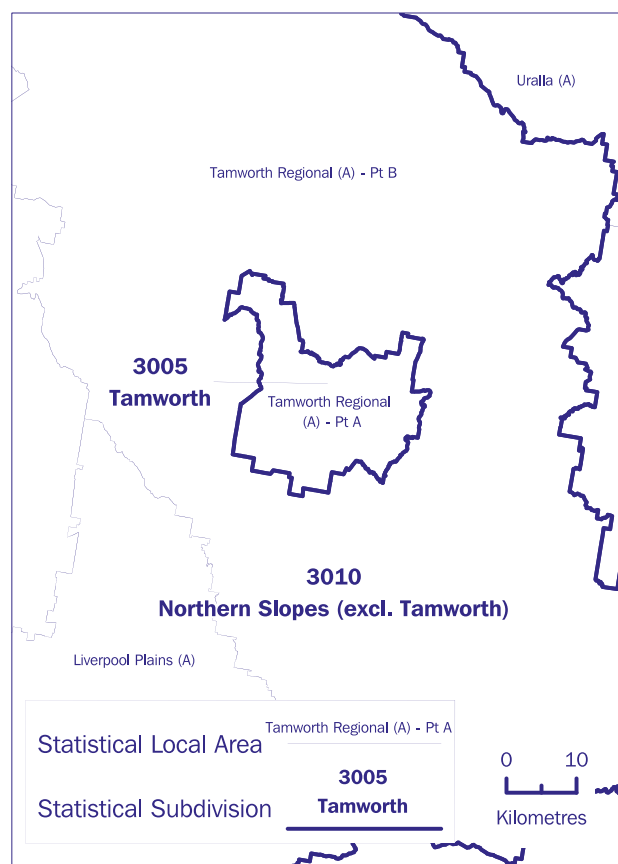 Uralla (A)
Tamworth Regional (A) - Pt B
3005
Tamworth
Tamworth Regional
(A) - Pt A
3010
Northern Slopes (excl. Tamworth)
Liverpool Plains (A)
Statistical Local Area
Tamworth Regional (A) - Pt A
Statistical Subdivision
3005
Tamworth
0 10
Kilometres